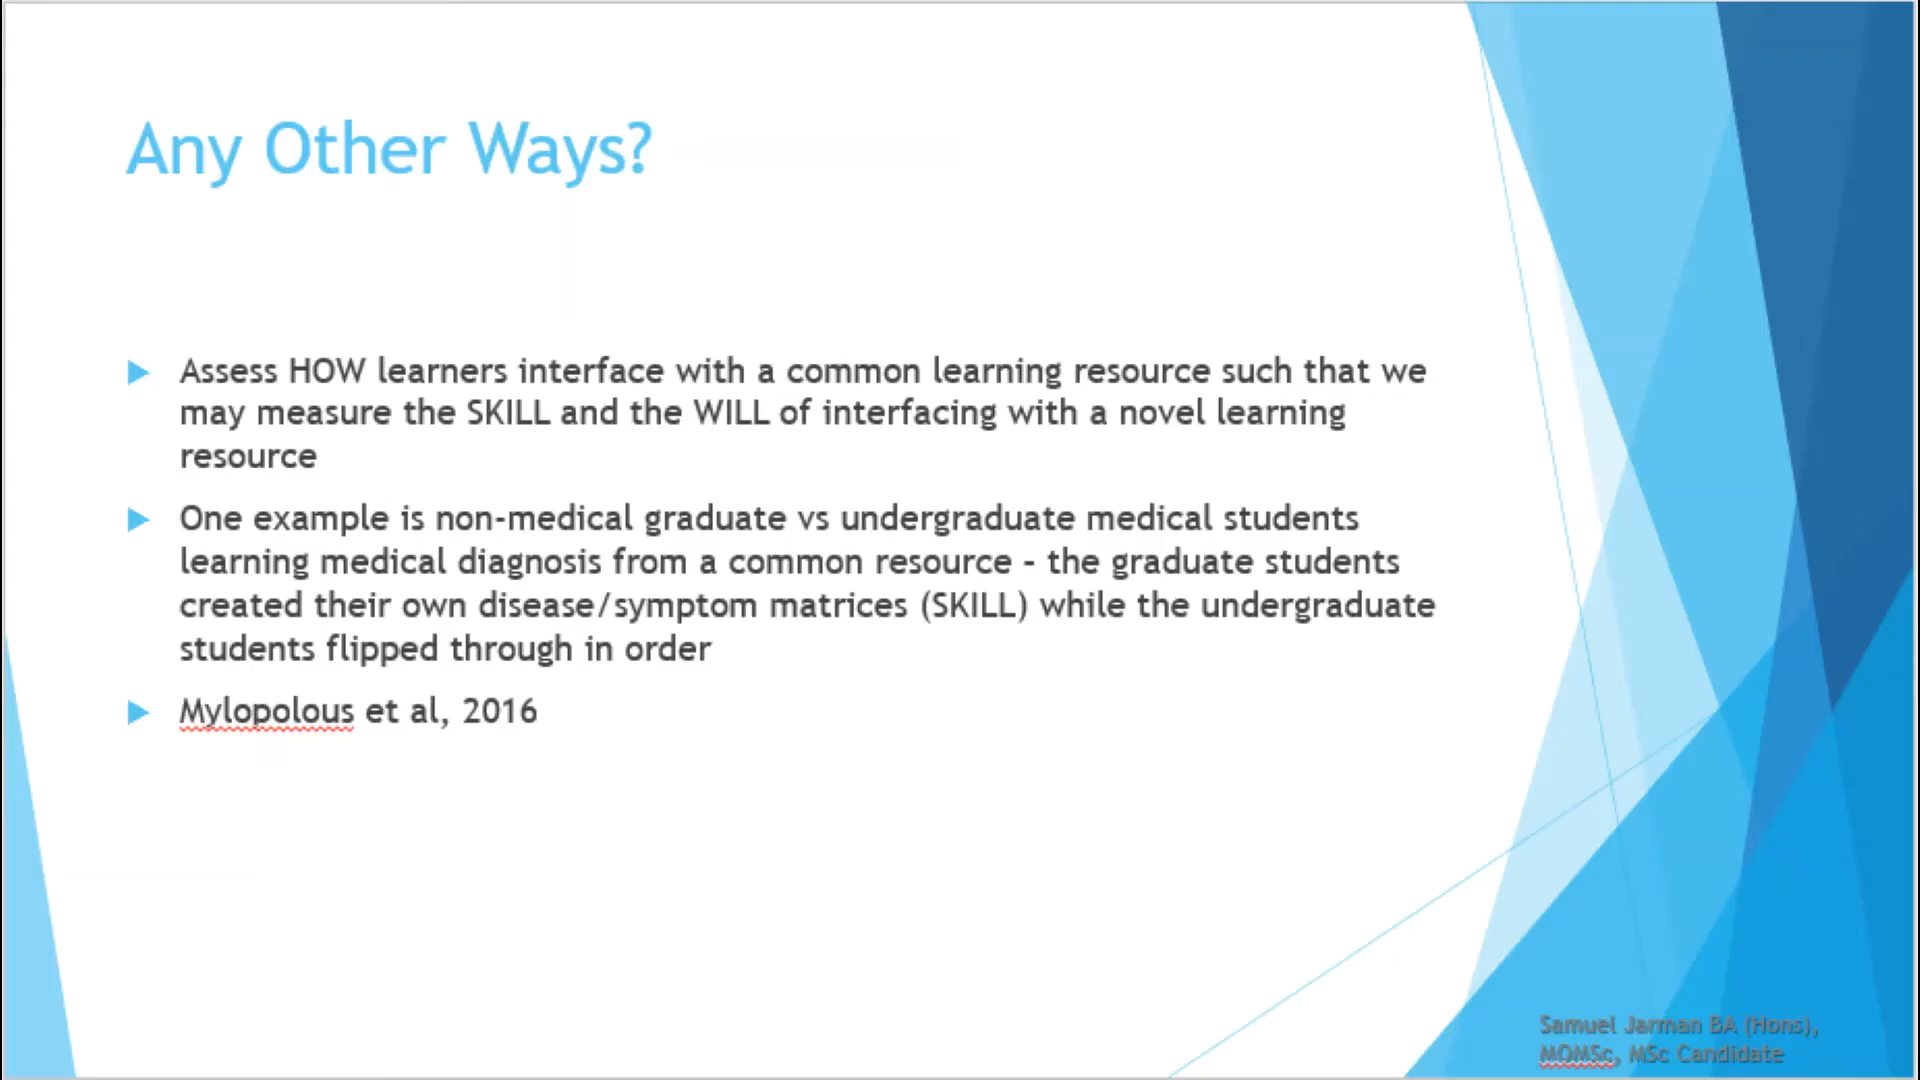 Any Other Ways?
Assess HOW learners interface with a common learning resource such that we
may measure the SKILL and the WILL of interfacing with a novel learning
resource
One example is non-medical graduate vs undergraduate medical students
learning medical diagnosis from a common resource – the graduate students
created their own disease/symptom matrices (SKILL) while the undergraduate
students flipped through in order
Mylopolous et al, 2016
Samuel Jarman BA (Hons),
MOMSc, MSc Candidate